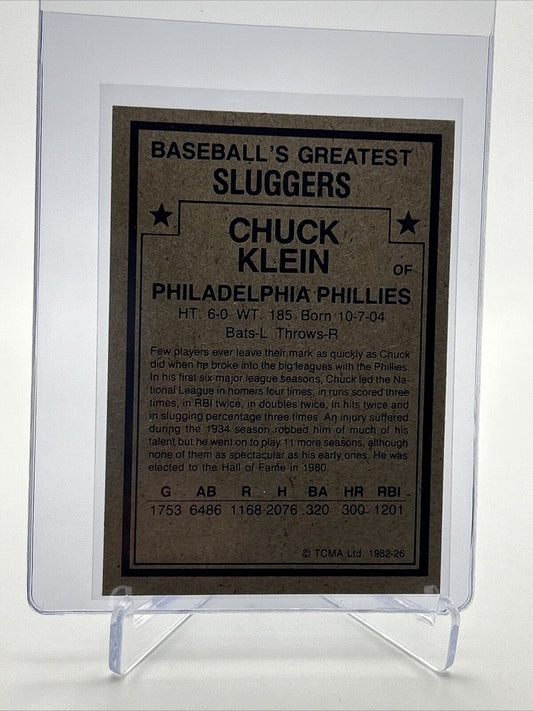 BASEBALL'S GREATEST
SLUGGERS
CHUCK
KLEIN
OF
PHILADELPHIA PHILLIES
HT. 6-0 WT. 185 Born 10-7-04
Bats-L Throws-R
Few players ever leave their mark as quickly as Chuck
did when he broke into the big leagues with the Phillies.
In his first six major league seasons, Chuck led the Na-
tional League in homers four times, in runs scored three
times, in RBI twice, in doubles twice, in hits twice and
in slugging percentage three times. An injury suffered
during the 1934 season robbed him of much of his
talent but he went on to play 11 more seasons, although
none of them as spectacular as his early ones. He was
elected to the Hall of Fame in 1980.
G AB R H BA HR RBI
1753 6486 1168 2076 .320 300 1201
© TCMA Ltd. 1982-26